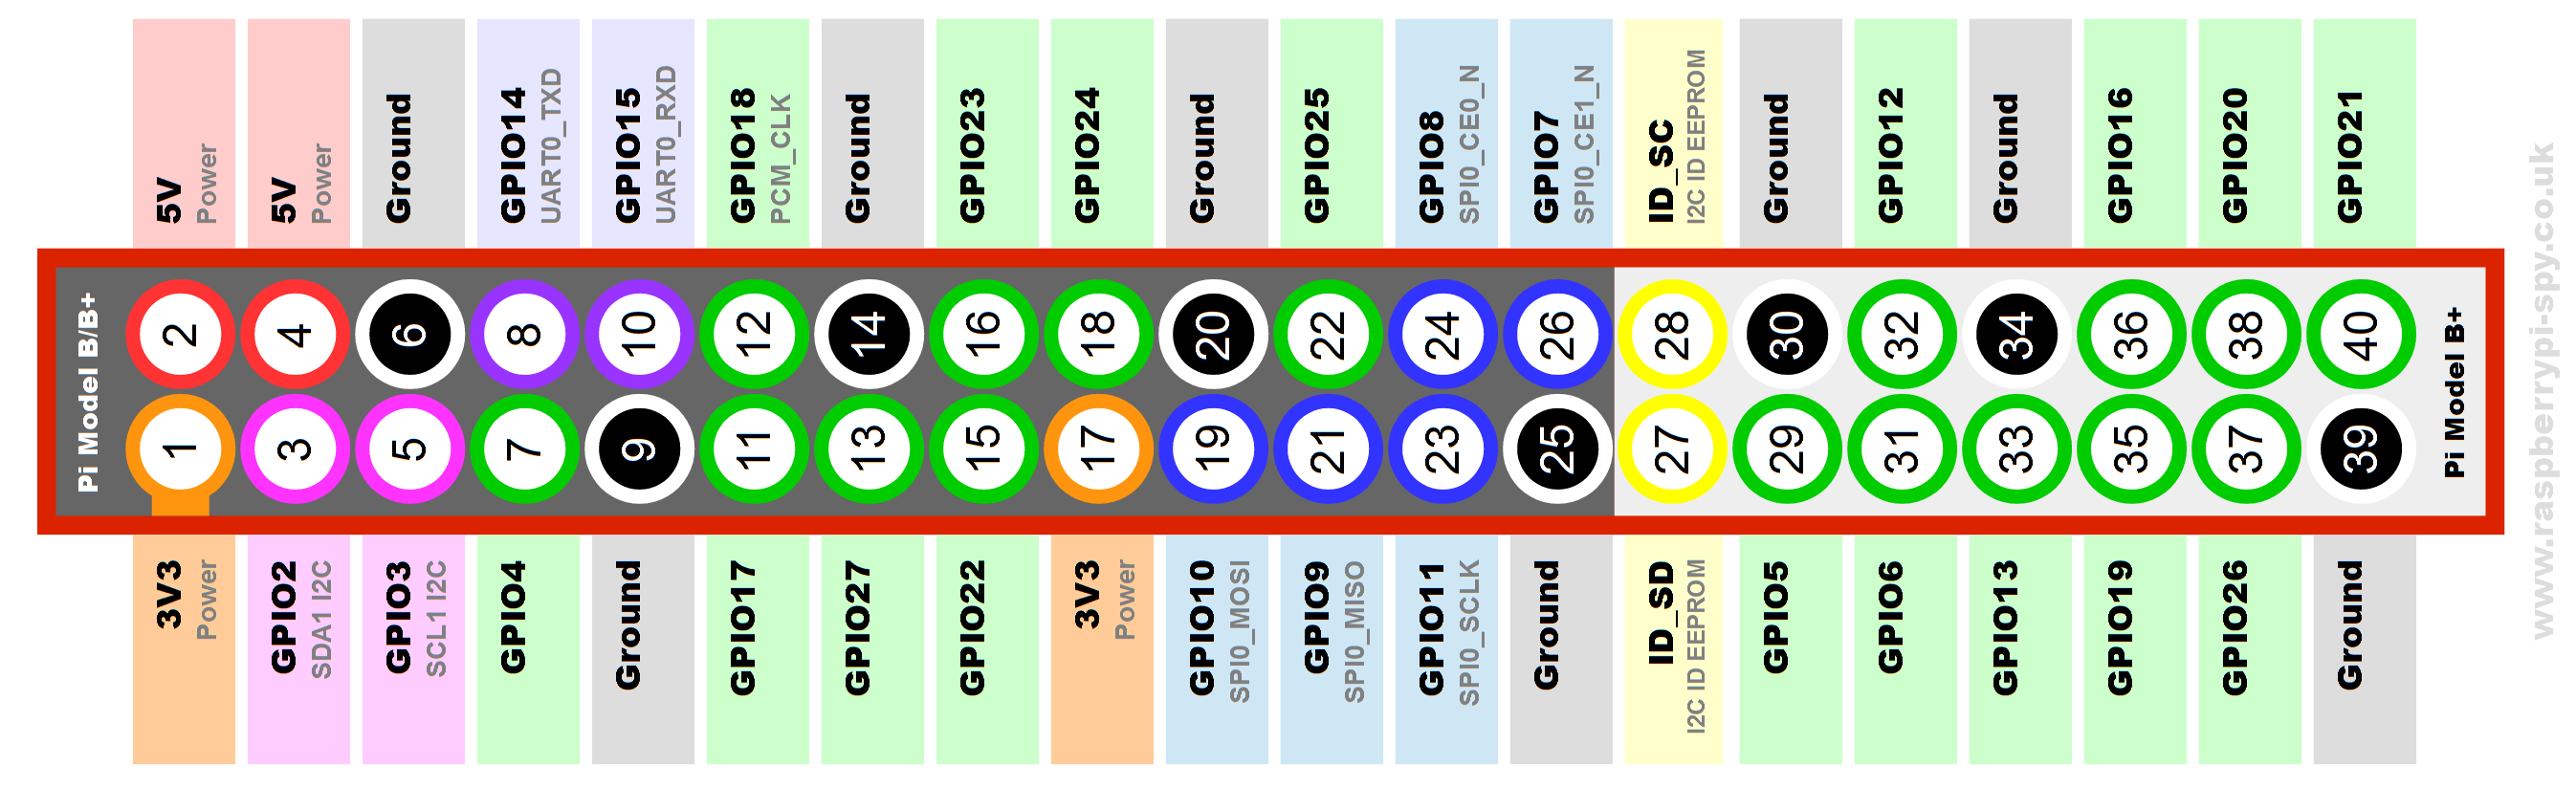 5V
Power
5V
Power
Ground
GPIO14
UART0_TXD
GPIO15
UART0_RXD
GPIO18
PCM_CLK
Ground
GPIO23
GPIO24
Ground
GPIO25
GPIO8
SPI0_CE0_N
GPIO7
SPI0_CE1_N
ID_SC
I2C ID EEPROM
Ground
GPIO12
Ground
GPIO16
GPIO20
GPIO21
Pi Model B/B+
2 4 6 8 10 12 14 16 18 20 22 24 26 28 30 32 34 36 38 40
1 3 5 7 9 11 13 15 17 19 21 23 25 27 29 31 33 35 37 39
Pi Model B+
3V3
Power
GPIO2
SDA1 I2C
GPIO3
SCL1 I2C
GPIO4
Ground
GPIO17
GPIO27
GPIO22
3V3
Power
GPIO10
SPI0_MOSI
GPIO9
SPI0_MISO
GPIO11
SPI0_SCLK
Ground
ID_SD
I2C ID EEPROM
GPIO5
GPIO6
GPIO13
GPIO19
GPIO26
Ground
www.raspberrypi-spy.co.uk